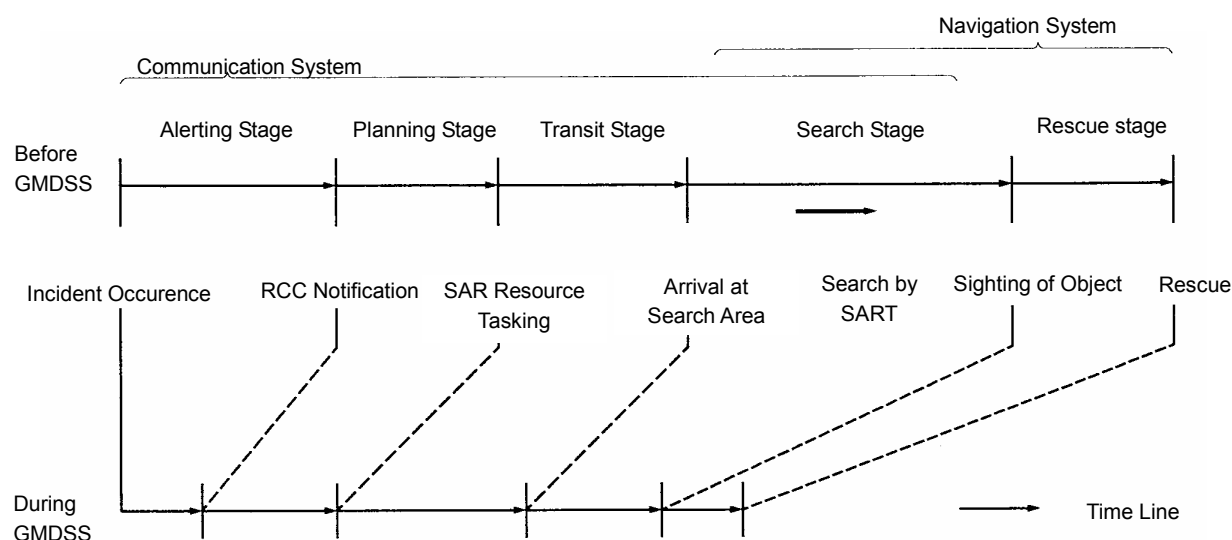 Navigation System
Communication System
Alerting Stage
Planning Stage
Transit Stage
Search Stage
Rescue stage
Before
GMDSS
Incident Occurence
RCC Notification
SAR Resource
Tasking
Arrival at
Search Area
Search by
SART
Sighting of Object
Rescue
During
GMDSS
Time Line